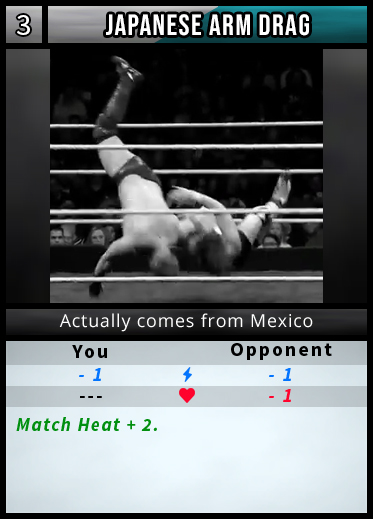 3 JAPANESE ARM DRAG
Actually comes from Mexico
You Opponent
- 1 - 1
--- - 1
Match Heat + 2.